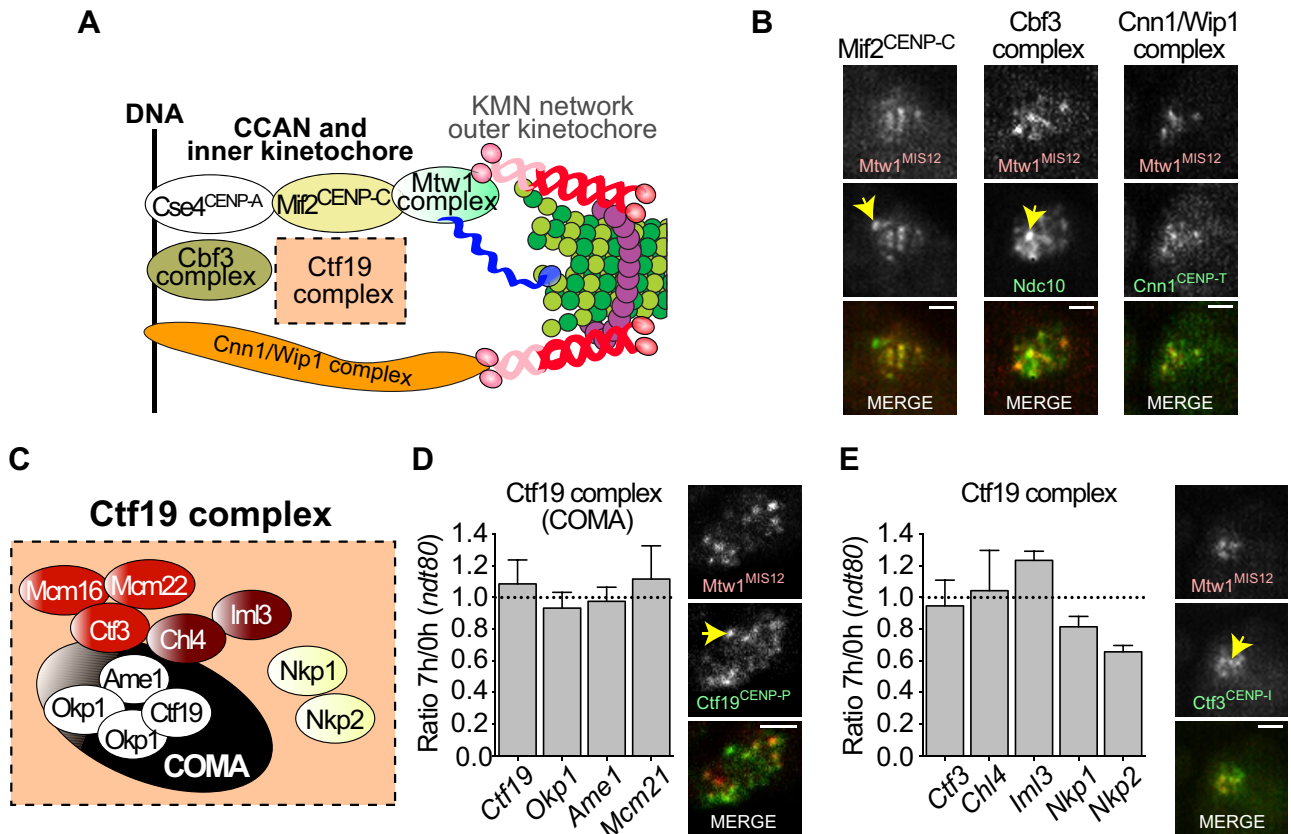 A
DNA
CCAN and
inner kinetochore
KMN network
outer kinetochore
Cse4CENP-A
Mif2CENP-C
Mtw1
complex
Cbf3
complex
Ctf19
complex
Cnn1/Wip1 complex
B
Mif2CENP-C
Cbf3
complex
Cnn1/Wip1
complex
Mtw1MIS12
Mtw1MIS12
Mtw1MIS12
Ndc10
Cnn1CENP-T
MERGE
MERGE
MERGE
C
Ctf19 complex
Mcm16
Mcm22
Ctf3
Chl4
Iml3
Ame1
Okp1
Ctf19
Okp1
COMA
Nkp1
Nkp2
D
Ctf19 complex
(COMA)
Ratio 7h/0h (ndt80)
1.4
1.2
1.0
0.8
0.6
0.4
0.2
0.0
Ctf19
Okp1
Ame1
Mcm21
Mtw1MIS12
Ctf19CENP-P
MERGE
E
Ctf19 complex
Ratio 7h/0h (ndt80)
1.4
1.2
1.0
0.8
0.6
0.4
0.2
0.0
Ctf3
Chl4
Iml3
Nkp1
Nkp2
Mtw1MIS12
Ctf3CENP-I
MERGE